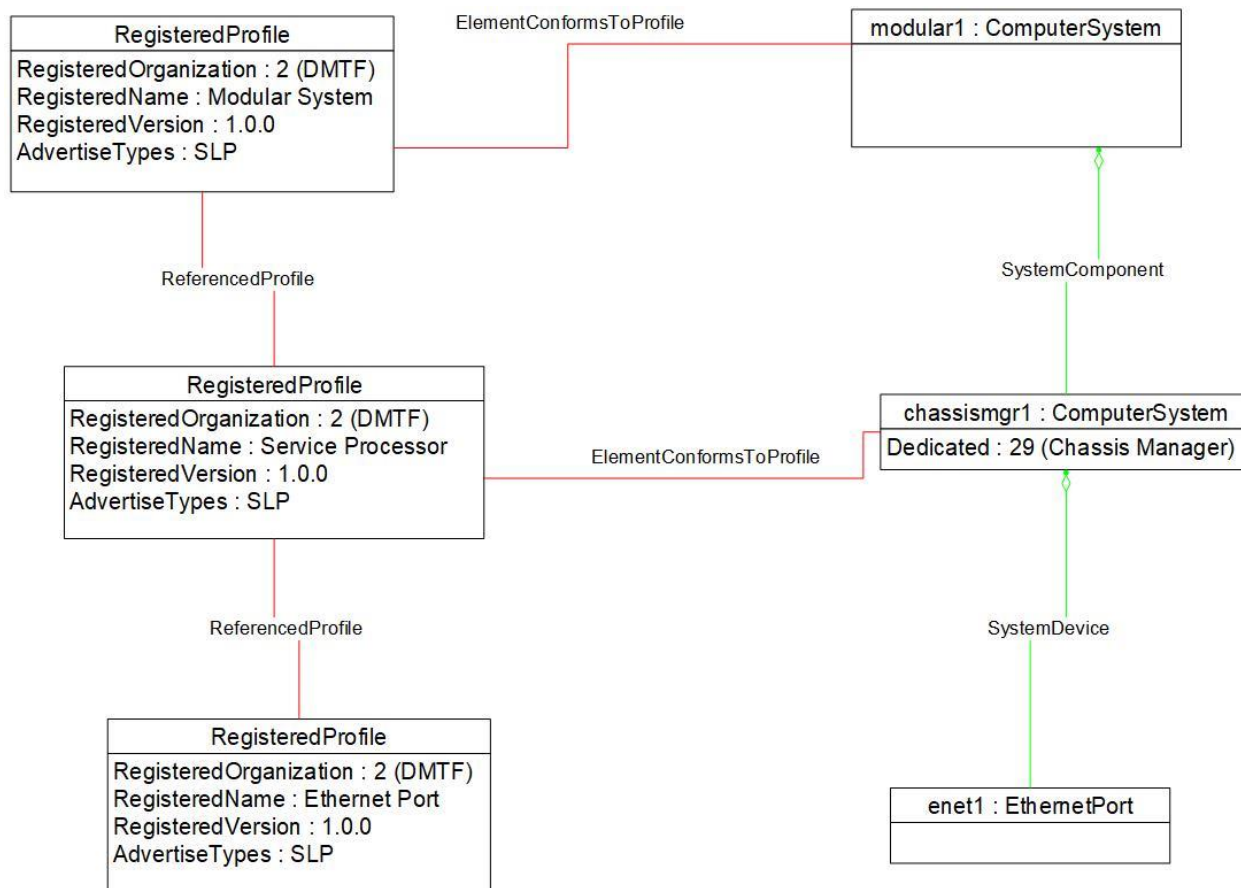 RegisteredProfile
RegisteredOrganization : 2 (DMTF)
RegisteredName : Modular System
RegisteredVersion : 1.0.0
AdvertiseTypes : SLP
ElementConformsToProfile
modular1 : ComputerSystem
ReferencedProfile
SystemComponent
RegisteredProfile
RegisteredOrganization : 2 (DMTF)
RegisteredName : Service Processor
RegisteredVersion : 1.0.0
AdvertiseTypes : SLP
ElementConformsToProfile
chassismgr1 : ComputerSystem
Dedicated : 29 (Chassis Manager)
ReferencedProfile
SystemDevice
RegisteredProfile
RegisteredOrganization : 2 (DMTF)
RegisteredName : Ethernet Port
RegisteredVersion : 1.0.0
AdvertiseTypes : SLP
enet1 : EthernetPort